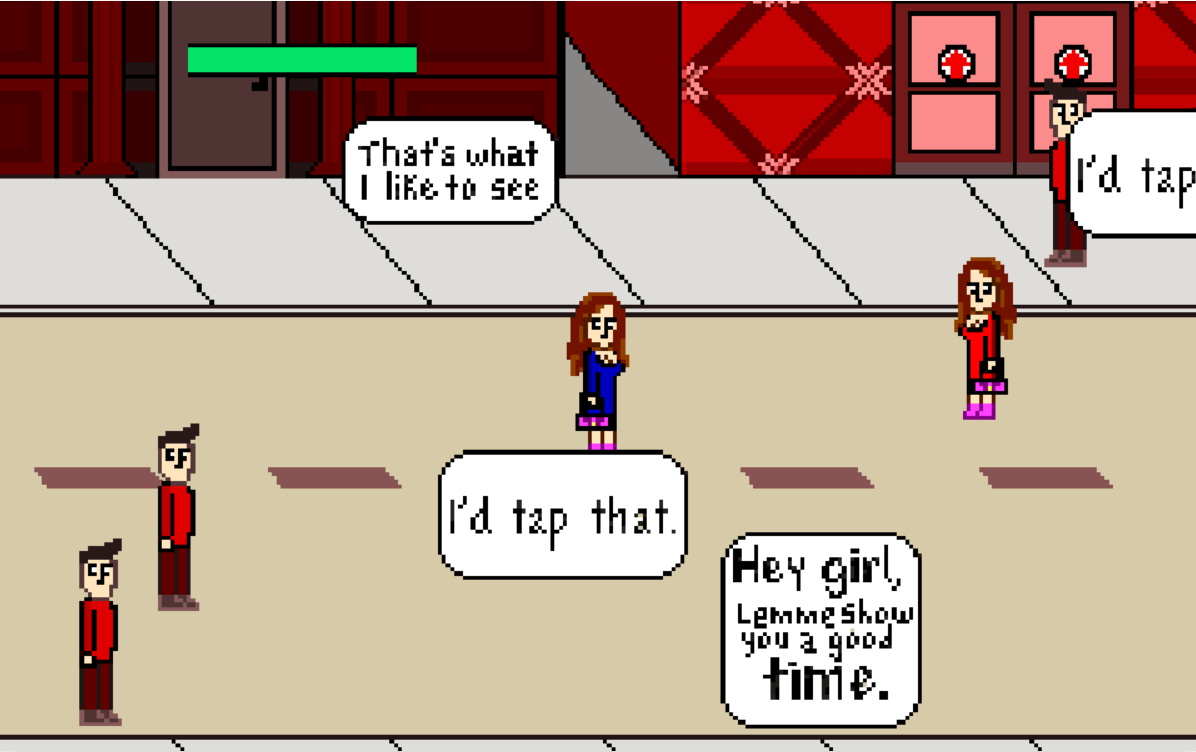 That's what
I like to see
I'd tap
I'd tap that.
Hey girl,
Lemme show
you a good
time.